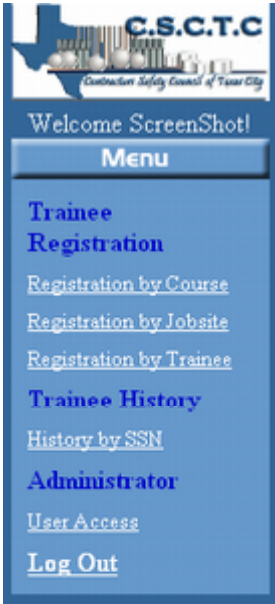 C.S.C.T.C
Contractors Safety Council of Texas City
Welcome ScreenShot!
Menu
Trainee
Registration
Registration by Course
Registration by Jobsite
Registration by Trainee
Trainee History
History by SSN
Administrator
User Access
Log Out